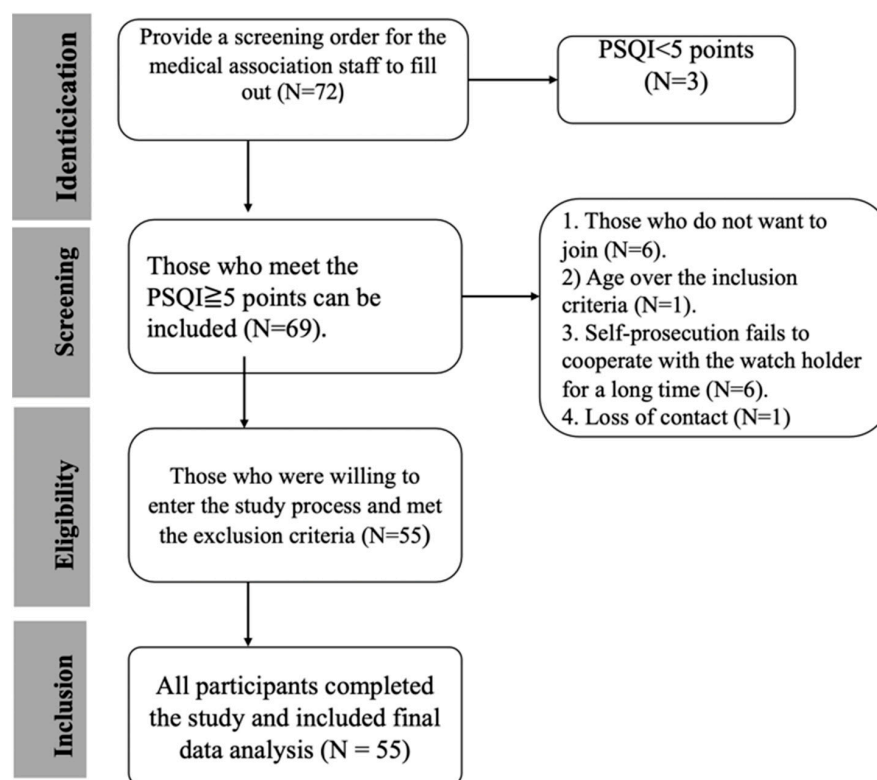 Identicication
Provide a screening order for the
medical association staff to fill
out (N=72)
PSQI<5 points
(N=3)
Screening
Those who meet the
PSQI≧5 points can be
included (N=69).
1. Those who do not want to
join (N=6).
2) Age over the inclusion
criteria (N=1).
3. Self-prosecution fails to
cooperate with the watch holder
for a long time (N=6).
4. Loss of contact (N=1)
Eligibility
Those who were willing to
enter the study process and met
the exclusion criteria (N=55)
Inclusion
All participants completed
the study and included final
data analysis (N = 55)